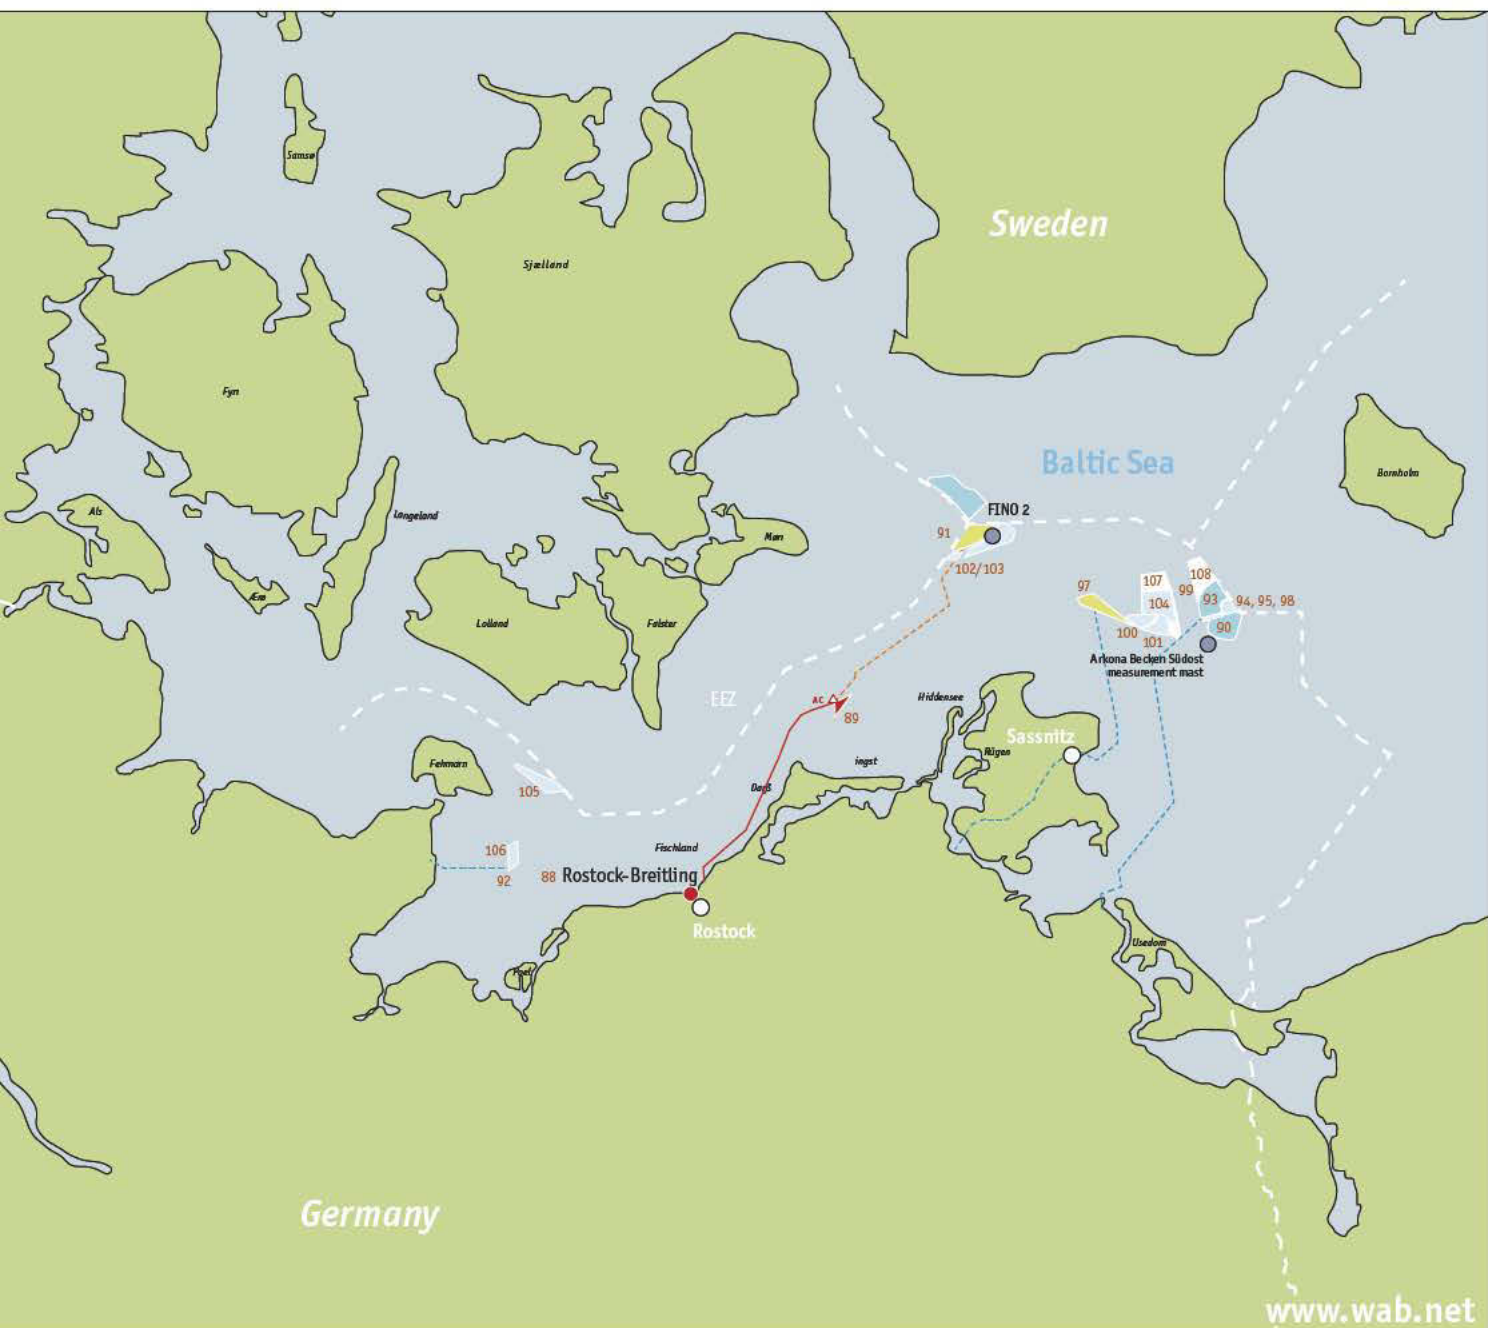 Samsø
Sweden
Sjælland
Fyn
Baltic Sea
Bornholm
FINO 2
Als
Langeland
Møn
91
102/103
108
107
97
99
Ærø
104
93
94, 95, 98
Lolland
Falster
90
100
101
Arkona Becken Südost
measurement mast
EEZ
Hiddensee
AC
89
Sassnitz
Rügen
ingst
Fehmarn
105
Darß
Fischland
106
92
88
Rostock-Breitling
Rostock
Usedom
Poel
Germany
www.wab.net